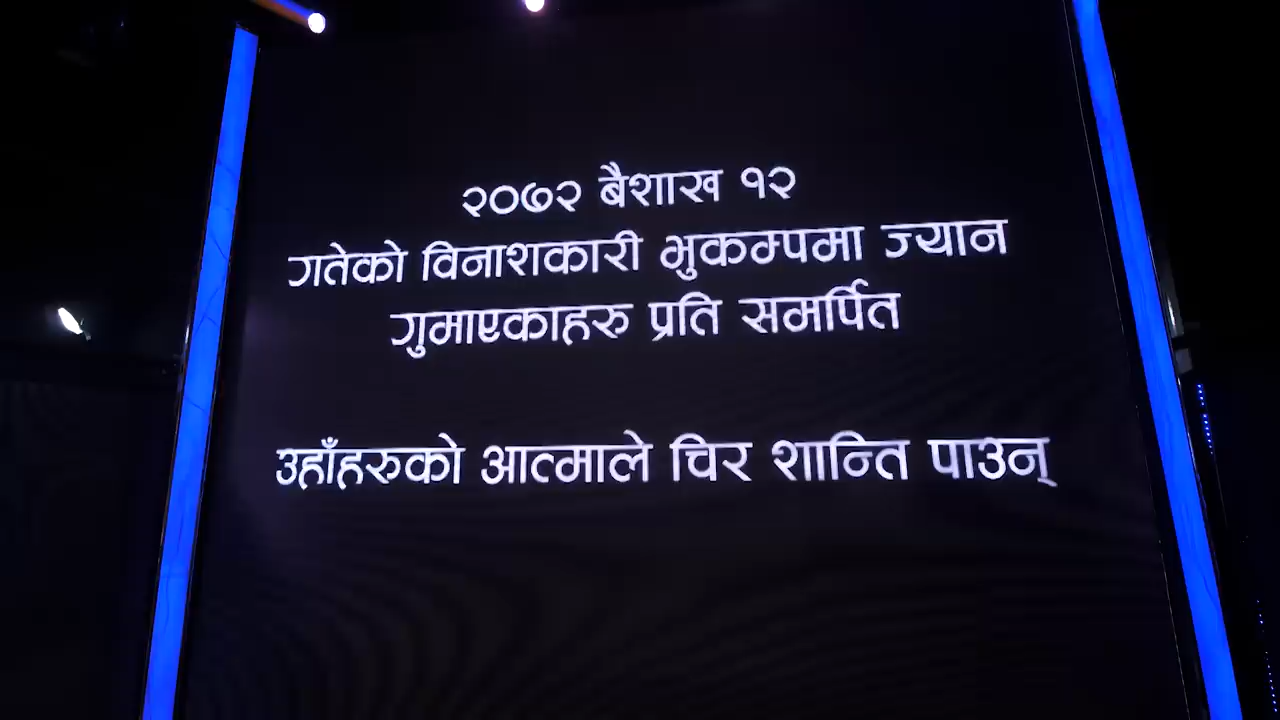 २०७२ बैशाख १२
गतेको विनाशकारी भुकम्पमा ज्यान
गुमाएकाहरु प्रति समर्पित
उहाँहरुको आत्माले चिर शान्ति पाउन्